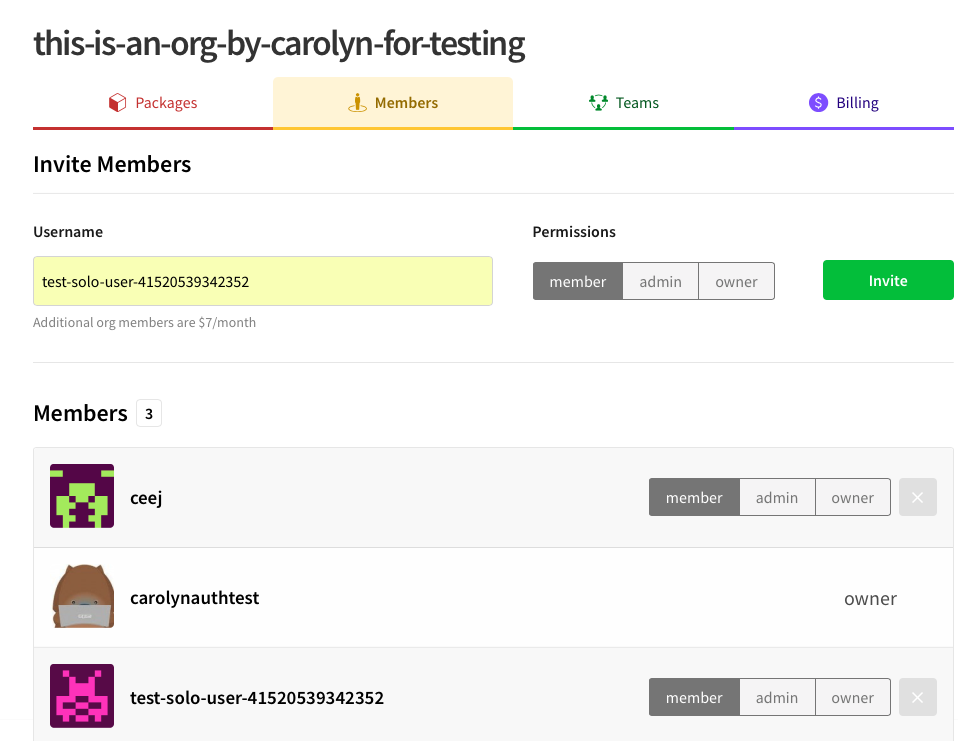 this-is-an-org-by-carolyn-for-testing
Packages Members Teams $ Billing
Invite Members
Username Permissions
test-solo-user-41520539342352 member admin owner Invite
Additional org members are $7/month
Members 3
ceej member admin owner ×
carolynauthtest owner
test-solo-user-41520539342352 member admin owner ×